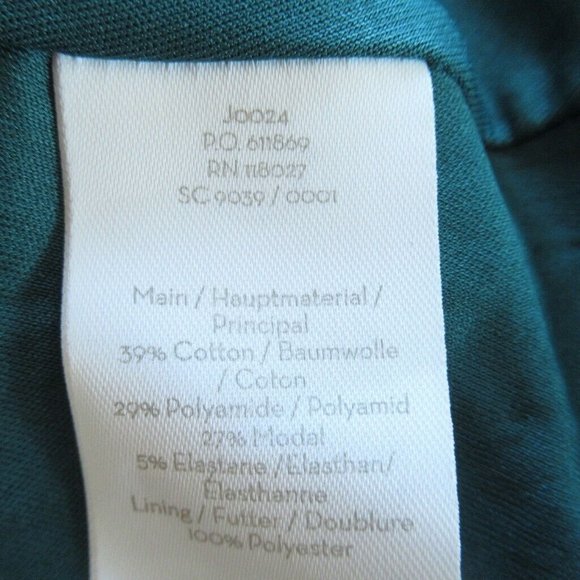 J0024
P.O. 611869
RN 118027
SC 9039 / 0001
Main / Hauptmaterial /
Principal
39% Cotton / Baumwolle
/ Coton
29% Polyamide / Polyamid
27% Modal
5% Elastane /Elasthan/
Élasthanne
Lining / Futter / Doublure
100% Polyester